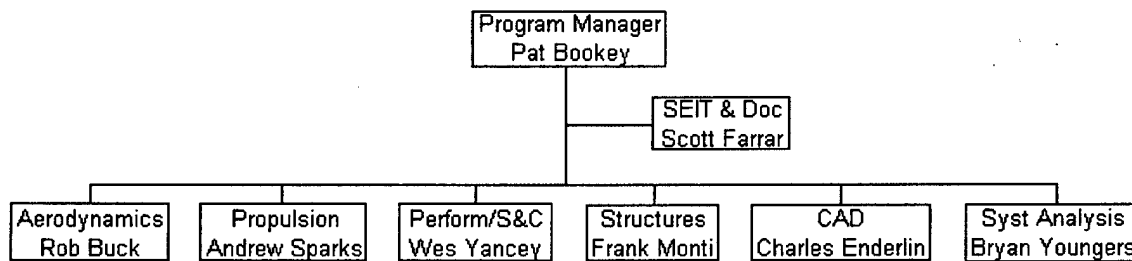 Program Manager
Pat Bookey
SEIT & Doc
Scott Farrar
Aerodynamics
Rob Buck
Propulsion
Andrew Sparks
Perform/S&C
Wes Yancey
Structures
Frank Monti
CAD
Charles Enderlin
Syst Analysis
Bryan Youngers